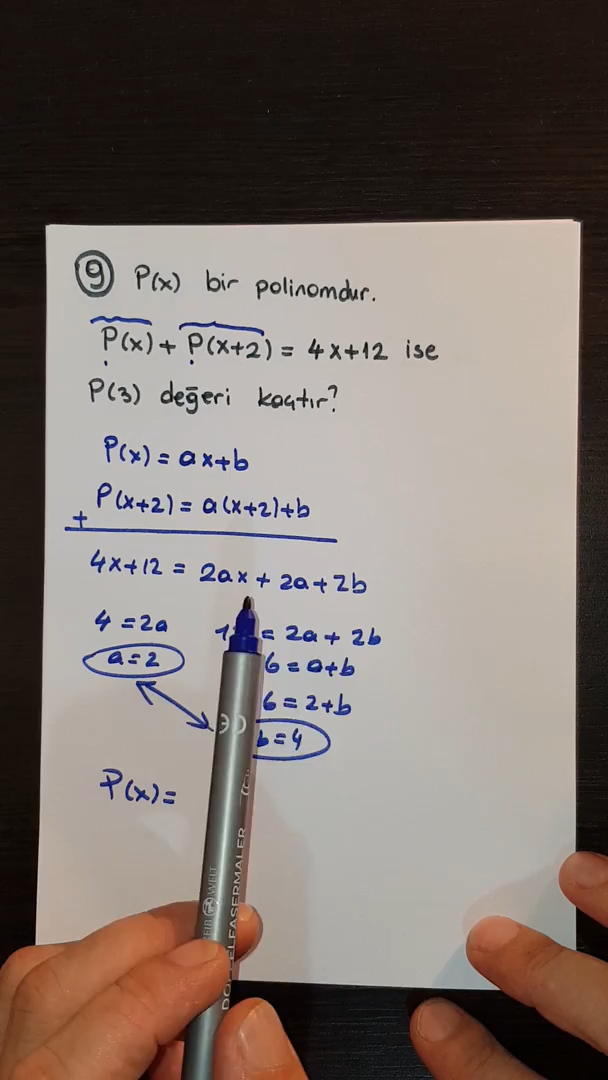 9 P(x) bir polinomdur.
P(x) + P(x+2) = 4x+12 ise
P(3) değeri kaçtır?
P(x) = ax+b
+ P(x+2) = a(x+2)+b
4x+12 = 2ax + 2a+2b
4 = 2a
= 2a + 2b
a = 2
6 = a+b
6 = 2+b
b = 4
P(x) =
DOPPELFASERMALER